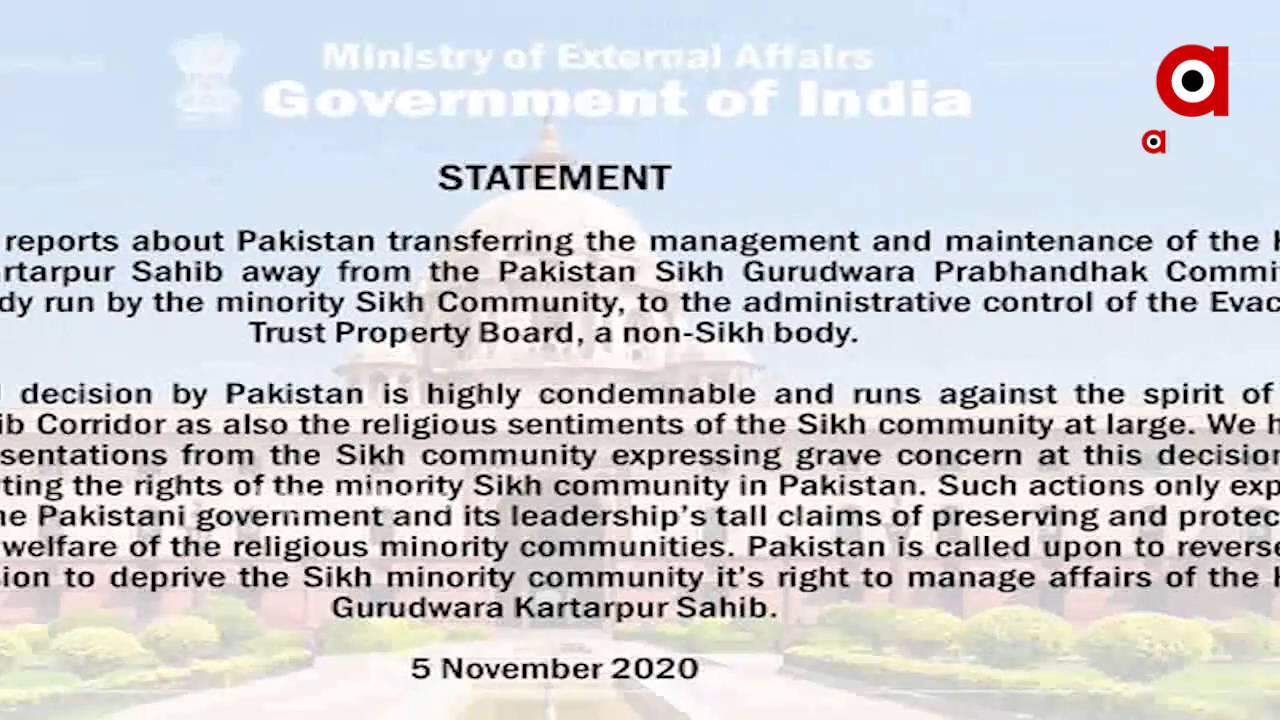 Ministry of External Affairs
Government of India
STATEMENT
reports about Pakistan transferring the management and maintenance of the
artarpur Sahib away from the Pakistan Sikh Gurudwara Prabhandhak Commi
dy run by the minority Sikh Community, to the administrative control of the Evac
Trust Property Board, a non-Sikh body.
decision by Pakistan is highly condemnable and runs against the spirit of
ib Corridor as also the religious sentiments of the Sikh community at large. We h
sentations from the Sikh community expressing grave concern at this decision
ting the rights of the minority Sikh community in Pakistan. Such actions only exp
he Pakistani government and its leadership's tall claims of preserving and protec
welfare of the religious minority communities. Pakistan is called upon to reverse
ion to deprive the Sikh minority community it's right to manage affairs of the
Gurudwara Kartarpur Sahib.
5 November 2020